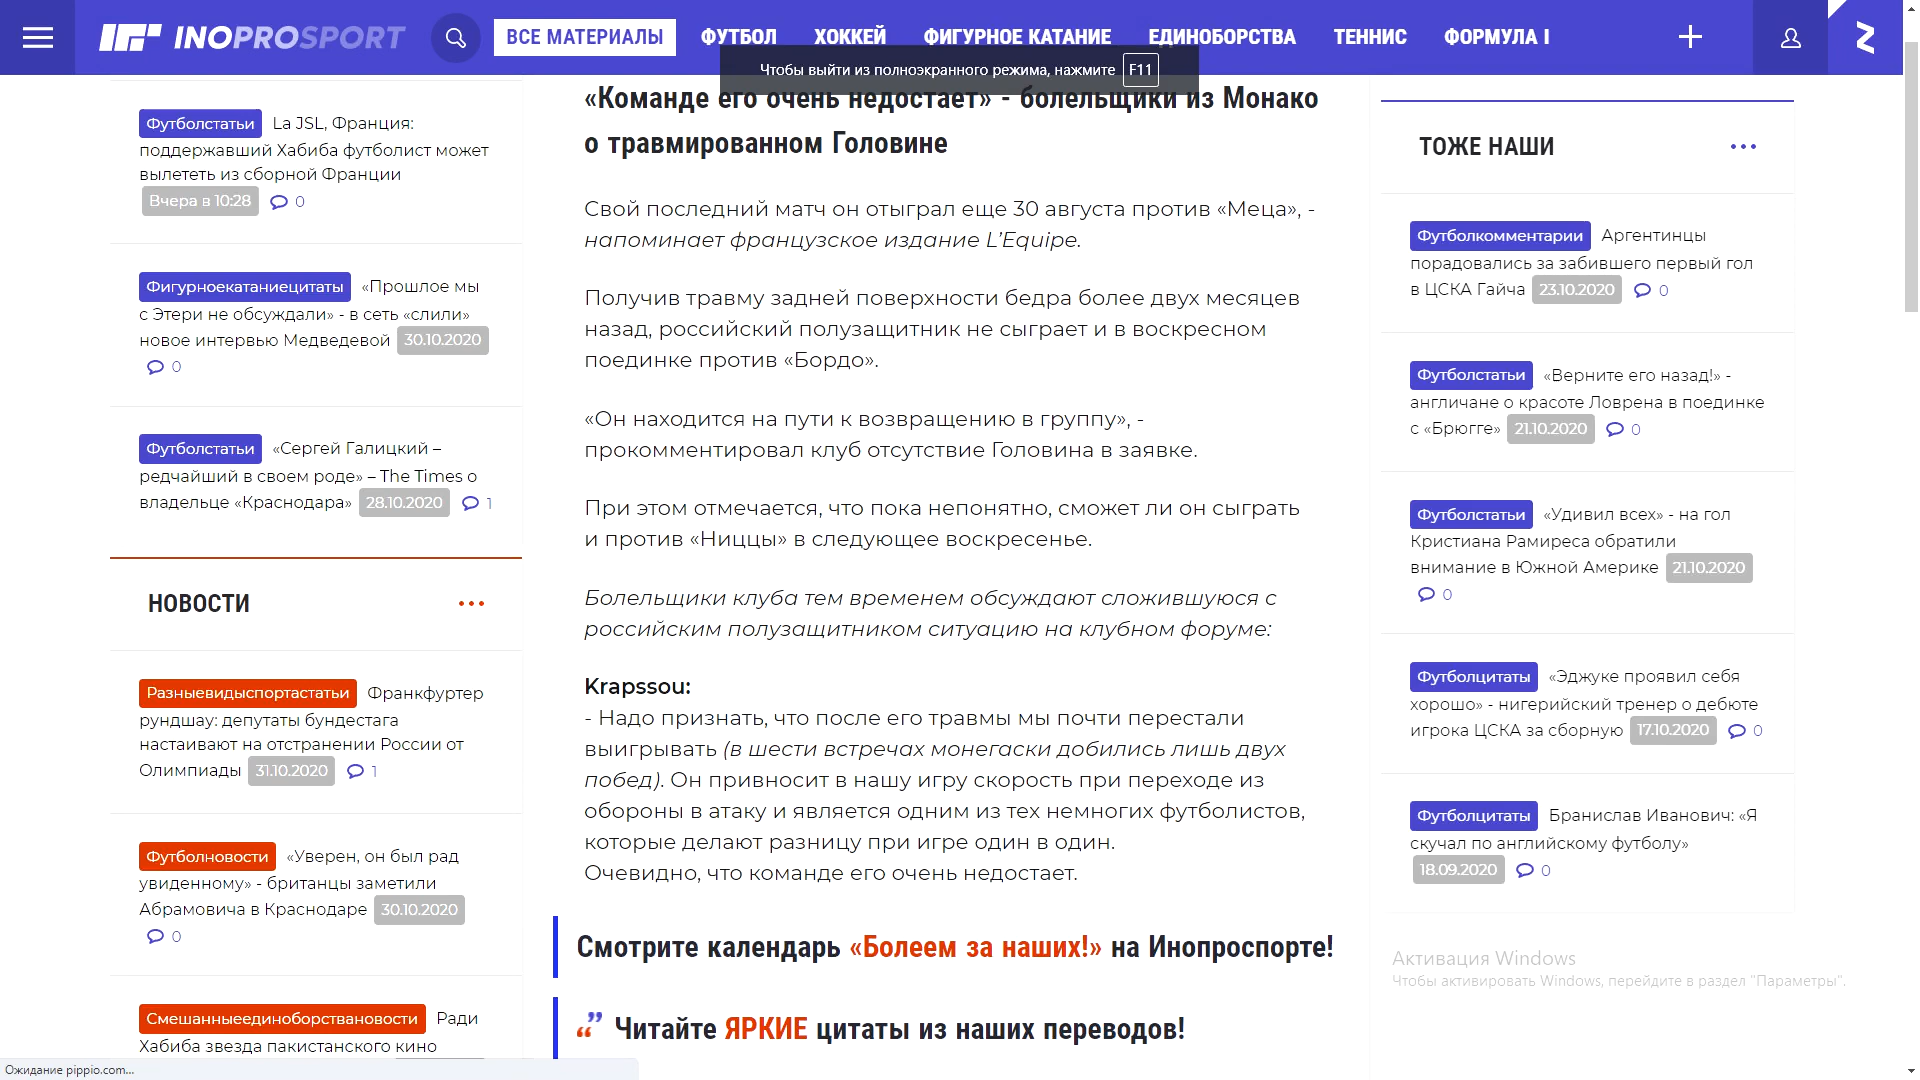 INOPROSPORT
ВСЕ МАТЕРИАЛЫ
ФУТБОЛ
ХОККЕЙ
ФИГУРНОЕ КАТАНИЕ
ЕДИНОБОРСТВА
ТЕННИС
ФОРМУЛА I
Чтобы выйти из полноэкранного режима, нажмите F11
Футболстатьи La JSL, Франция:
поддержавший Хабиба футболист может
вылететь из сборной Франции
Вчера в 10:28 0
Фигурноекатаниецитаты «Прошлое мы
с Этери не обсуждали» - в сеть «слили»
новое интервью Медведевой 30.10.2020
0
Футболстатьи «Сергей Галицкий –
редчайший в своем роде» – The Times о
владельце «Краснодара» 28.10.2020 1
НОВОСТИ
Разныевидыспортастатьи Франкфуртер
рундшау: депутаты бундестага
настаивают на отстранении России от
Олимпиады 31.10.2020 1
Футболновости «Уверен, он был рад
увиденному» - британцы заметили
Абрамовича в Краснодаре 30.10.2020
0
Смешанныеединоборствановости Ради
Хабиба звезда пакистанского кино
Ожидание pippio.com...
«Команде его очень недостает» - болельщики из Монако
о травмированном Головине
Свой последний матч он отыграл еще 30 августа против «Меца», -
напоминает французское издание L’Equipe.
Получив травму задней поверхности бедра более двух месяцев
назад, российский полузащитник не сыграет и в воскресном
поединке против «Бордо».
«Он находится на пути к возвращению в группу», -
прокомментировал клуб отсутствие Головина в заявке.
При этом отмечается, что пока непонятно, сможет ли он сыграть
и против «Ниццы» в следующее воскресенье.
Болельщики клуба тем временем обсуждают сложившуюся с
российским полузащитником ситуацию на клубном форуме:
Krapssou:
- Надо признать, что после его травмы мы почти перестали
выигрывать (в шести встречах монегаски добились лишь двух
побед). Он привносит в нашу игру скорость при переходе из
обороны в атаку и является одним из тех немногих футболистов,
которые делают разницу при игре один в один.
Очевидно, что команде его очень недостает.
Смотрите календарь «Болеем за наших!» на Инопроспорте!
Читайте ЯРКИЕ цитаты из наших переводов!
ТОЖЕ НАШИ
Футболкомментарии Аргентинцы
порадовались за забившего первый гол
в ЦСКА Гайча 23.10.2020 0
Футболстатьи «Верните его назад!» -
англичане о красоте Ловрена в поединке
с «Брюгге» 21.10.2020 0
Футболстатьи «Удивил всех» - на гол
Кристиана Рамиреса обратили
внимание в Южной Америке 21.10.2020
0
Футболцитаты «Эджуке проявил себя
хорошо» - нигерийский тренер о дебюте
игрока ЦСКА за сборную 17.10.2020 0
Футболцитаты Бранислав Иванович: «Я
скучал по английскому футболу»
18.09.2020 0
Активация Windows
Чтобы активировать Windows, перейдите в раздел "Параметры".